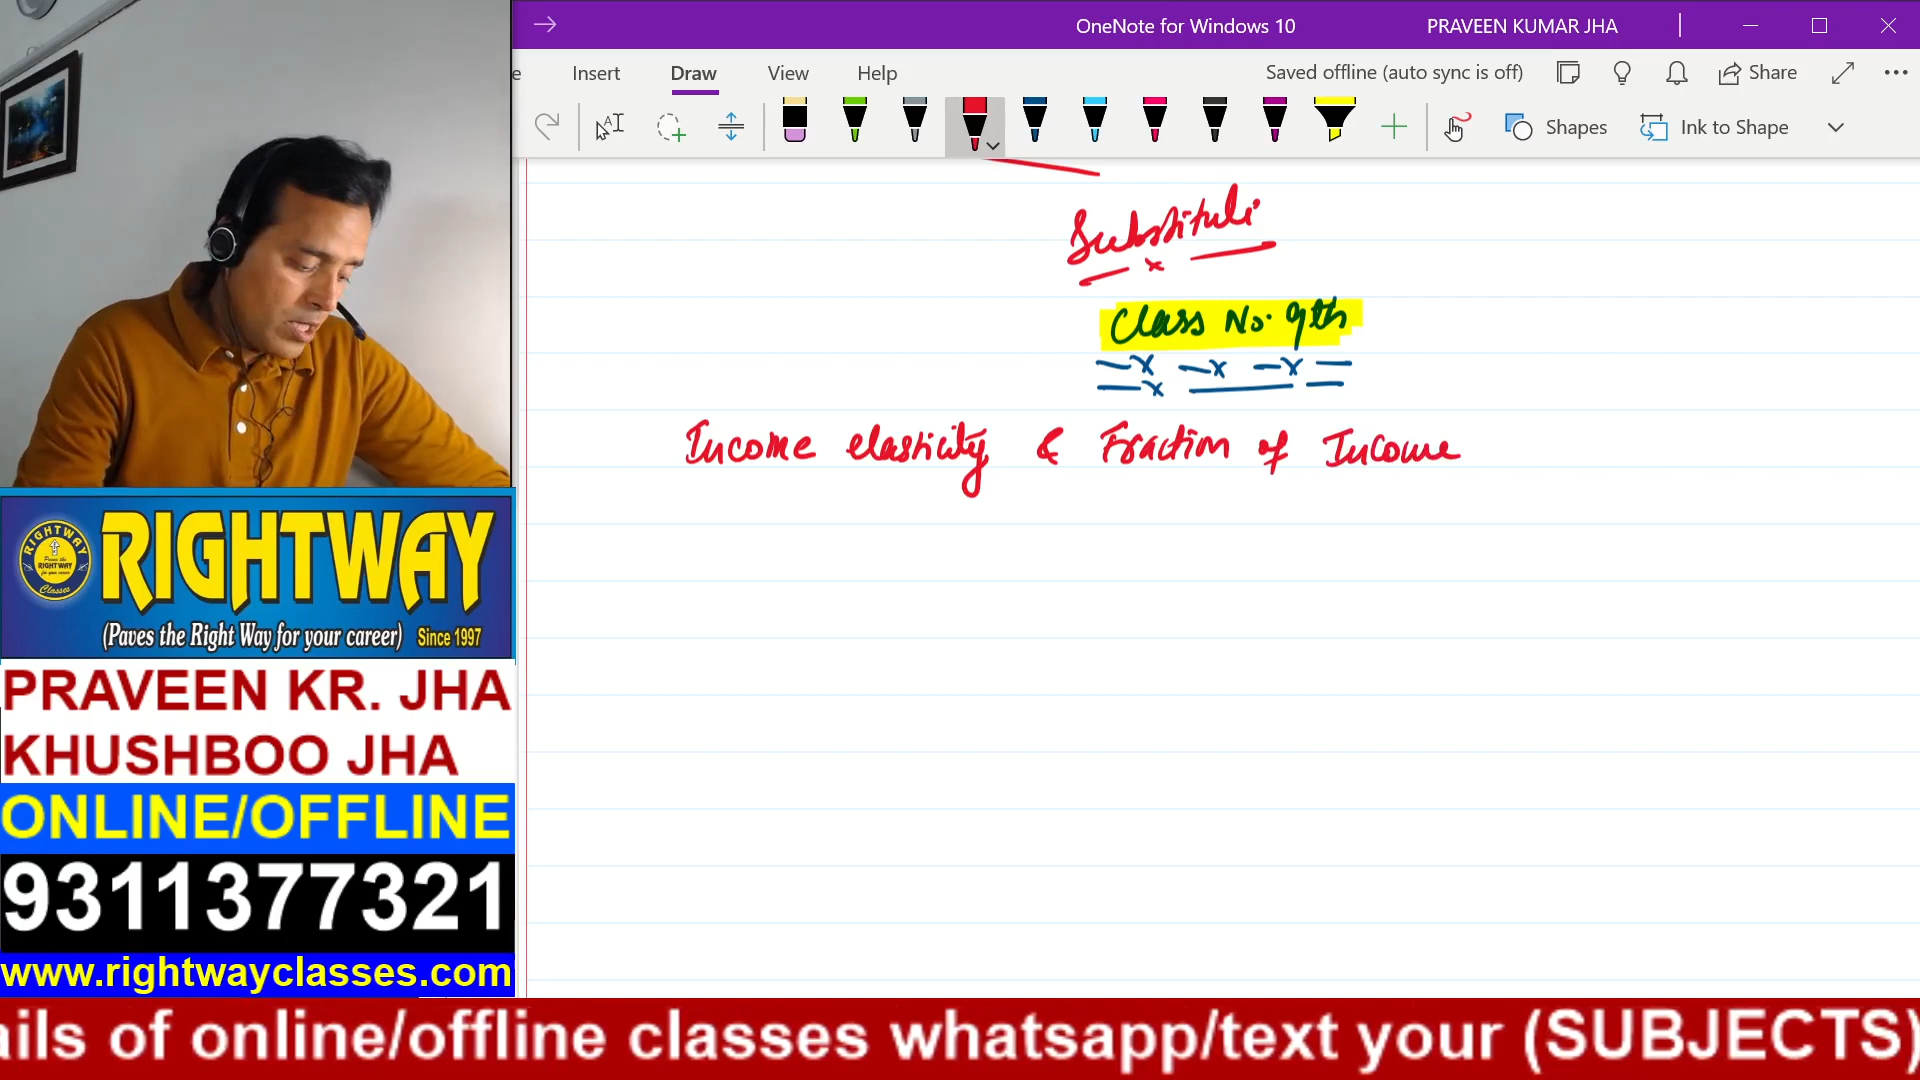 OneNote for Windows 10
PRAVEEN KUMAR JHA
Insert Draw View Help
Saved offline (auto sync is off)
Share
Shapes
Ink to Shape
Class No. 9th
Income elasticity & Fraction of Income
RIGHTWAY
Classes
RIGHTWAY
(Paves the Right Way for your career) Since 1997
PRAVEEN KR. JHA
KHUSHBOO JHA
ONLINE/OFFLINE
9311377321
www.rightwayclasses.com
ails of online/offline classes whatsapp/text your (SUBJECTS)